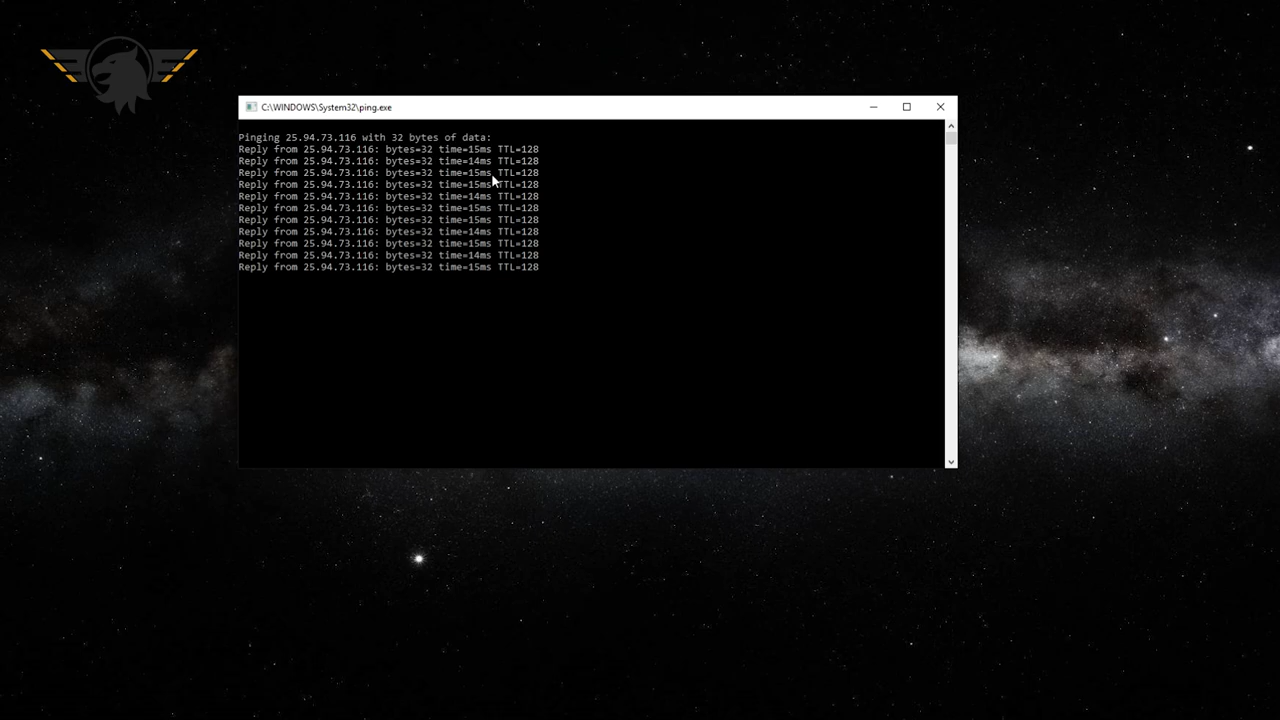 C:\WINDOWS\System32\ping.exe
Pinging 25.94.73.116 with 32 bytes of data:
Reply from 25.94.73.116: bytes=32 time=15ms TTL=128
Reply from 25.94.73.116: bytes=32 time=14ms TTL=128
Reply from 25.94.73.116: bytes=32 time=15ms TTL=128
Reply from 25.94.73.116: bytes=32 time=15ms TTL=128
Reply from 25.94.73.116: bytes=32 time=14ms TTL=128
Reply from 25.94.73.116: bytes=32 time=15ms TTL=128
Reply from 25.94.73.116: bytes=32 time=15ms TTL=128
Reply from 25.94.73.116: bytes=32 time=14ms TTL=128
Reply from 25.94.73.116: bytes=32 time=15ms TTL=128
Reply from 25.94.73.116: bytes=32 time=14ms TTL=128
Reply from 25.94.73.116: bytes=32 time=15ms TTL=128